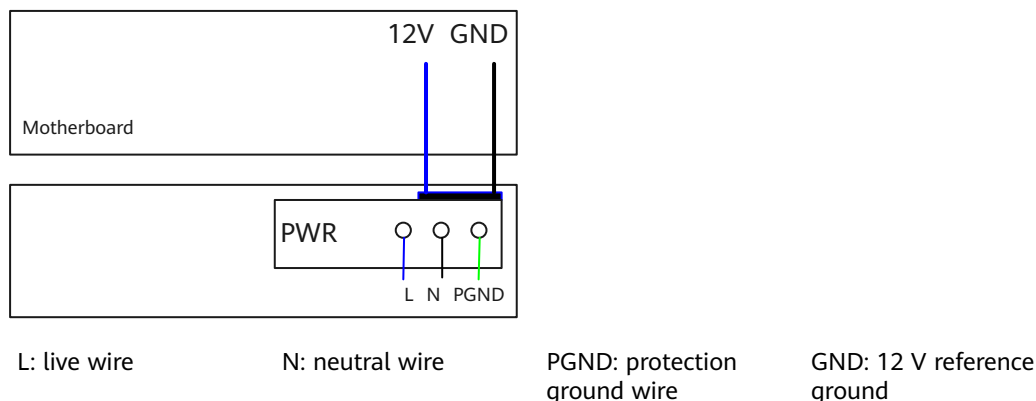 12V GND
Motherboard
PWR
L N PGND
L: live wire
N: neutral wire
PGND: protection
ground wire
GND: 12 V reference
ground